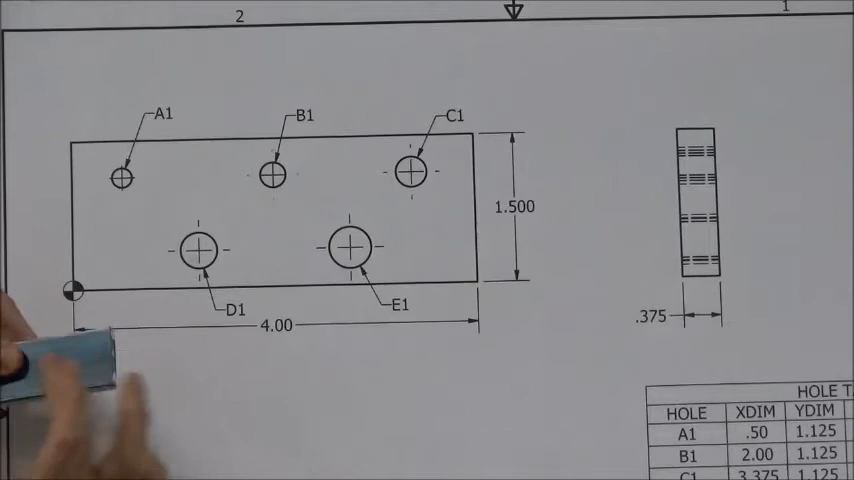 2
1
A1
B1
C1
1.500
D1
E1
4.00
.375
HOLE
HOLE XDIM YDIM
A1 .50 1.125
B1 2.00 1.125
C1 3.375 1.125